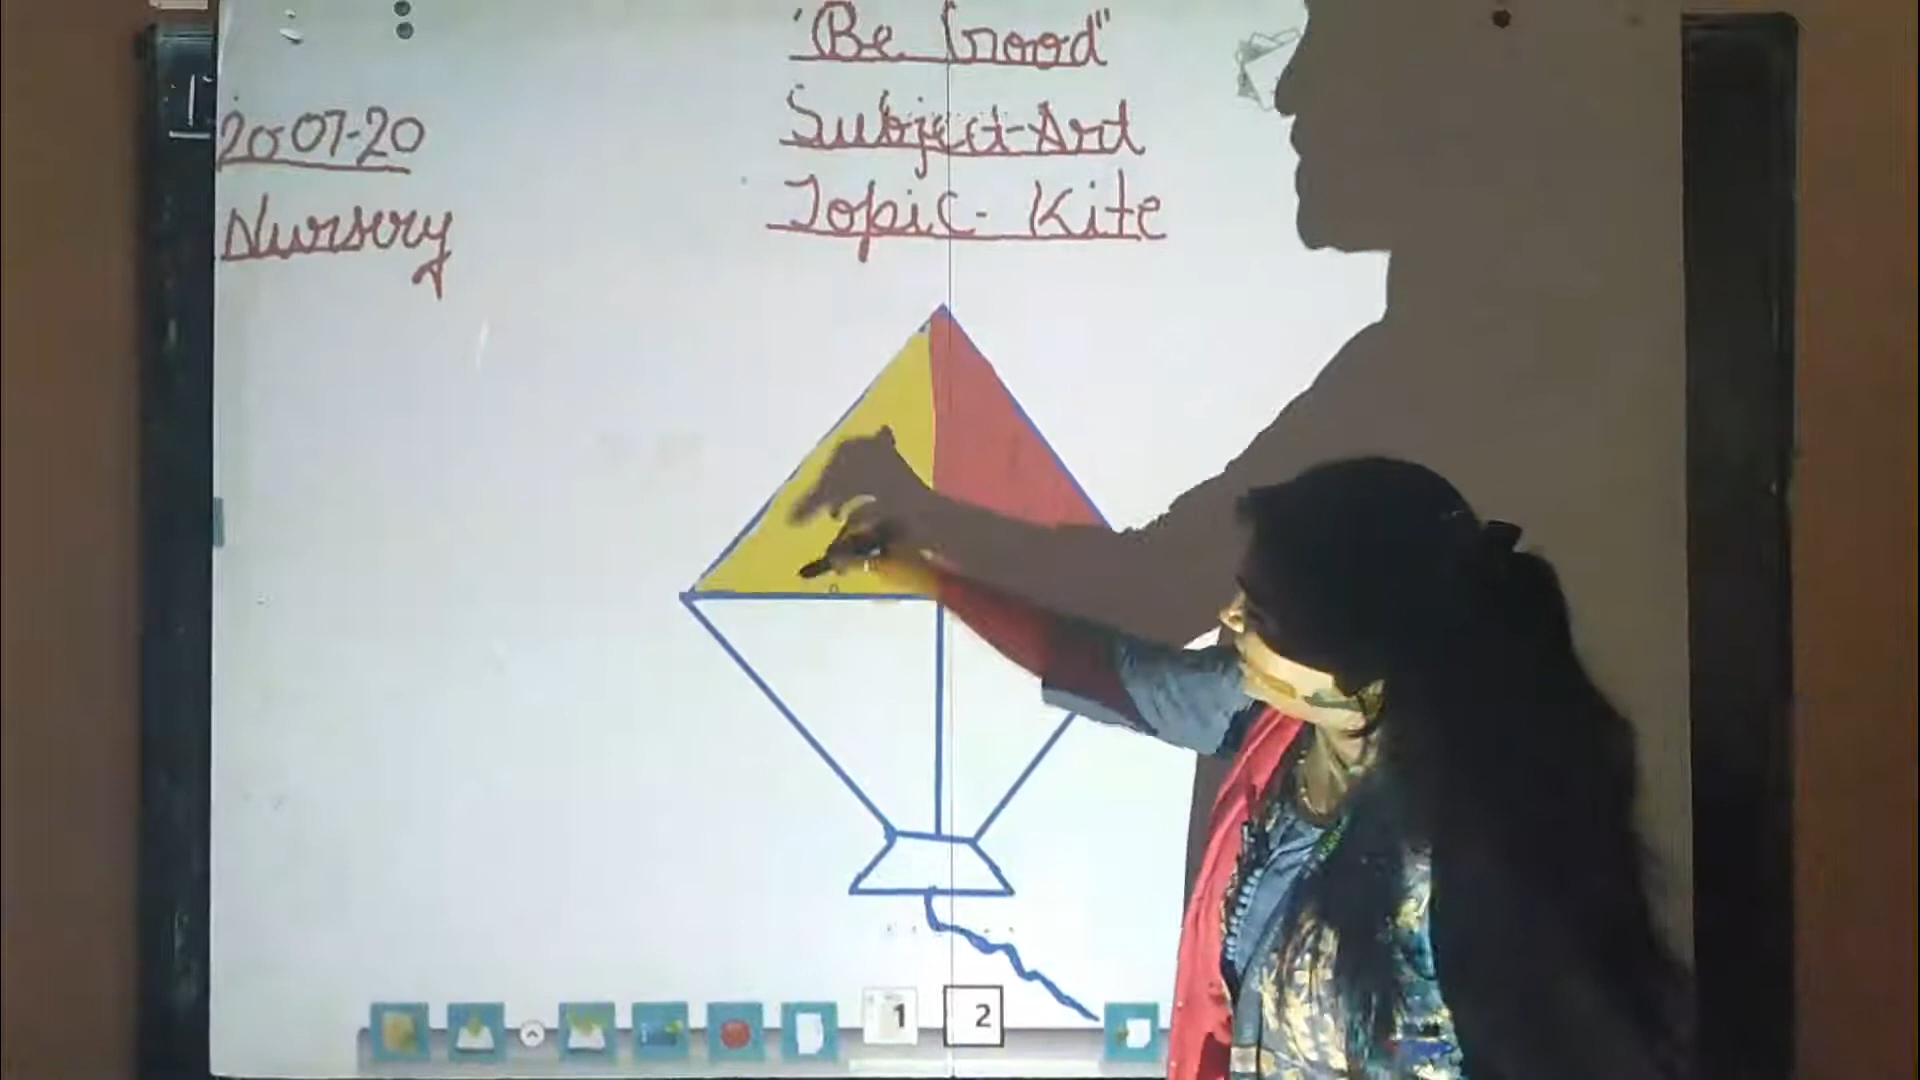 'Be Good"
20-07-20
Subject-Art
Nursery
Topic- Kite
1 2